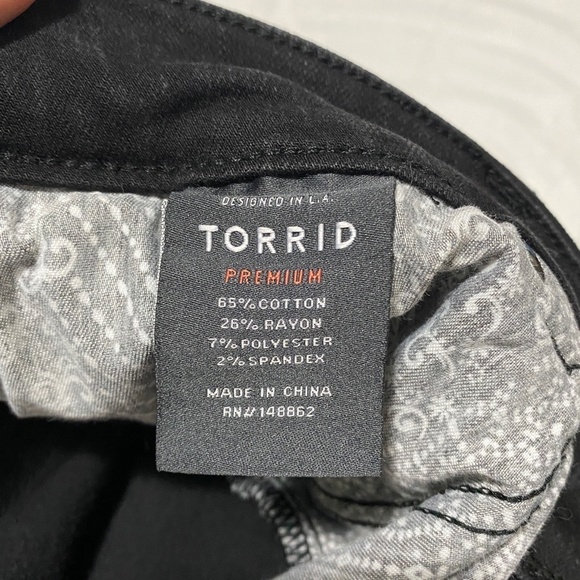 DESIGNED IN L.A.
TORRID
PREMIUM
65% COTTON
26% RAYON
7% POLYESTER
2% SPANDEX
MADE IN CHINA
RN# 148862